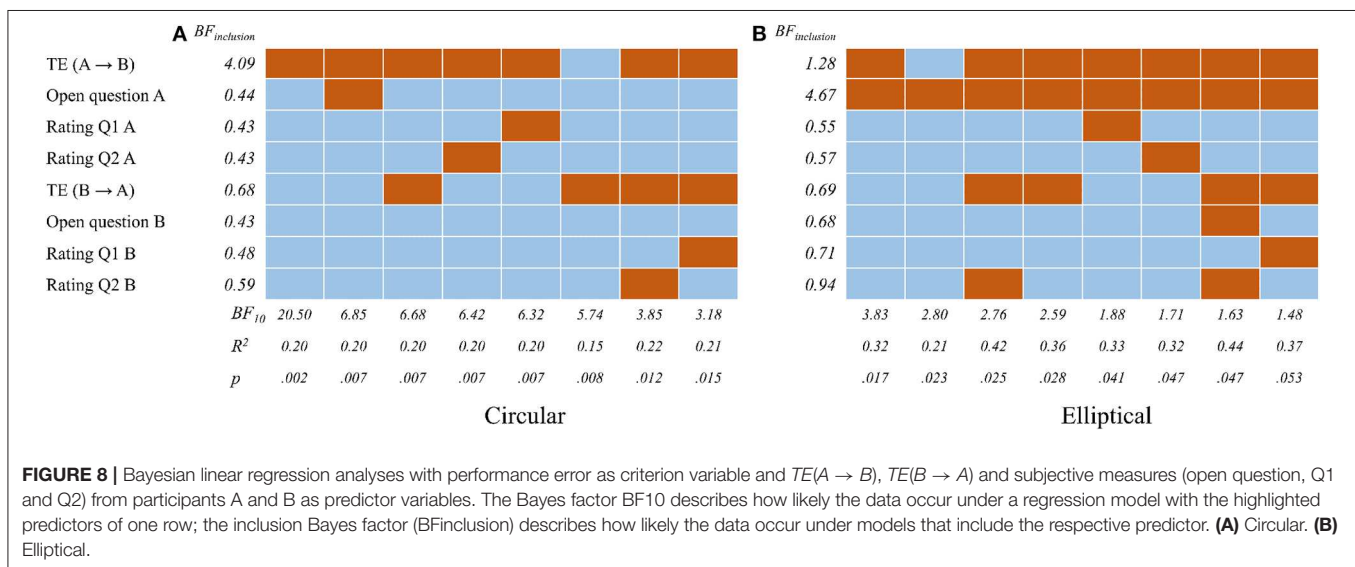 A BFinclusion
TE (A → B) 4.09
Open question A 0.44
Rating Q1 A 0.43
Rating Q2 A 0.43
TE (B → A) 0.68
Open question B 0.43
Rating Q1 B 0.48
Rating Q2 B 0.59
BF10 20.50 6.85 6.68 6.42 6.32 5.74 3.85 3.18
R2 0.20 0.20 0.20 0.20 0.20 0.15 0.22 0.21
p .002 .007 .007 .007 .007 .008 .012 .015
Circular
B BFinclusion
1.28
4.67
0.55
0.57
0.69
0.68
0.71
0.94
3.83 2.80 2.76 2.59 1.88 1.71 1.63 1.48
0.32 0.21 0.42 0.36 0.33 0.32 0.44 0.37
.017 .023 .025 .028 .041 .047 .047 .053
Elliptical
FIGURE 8 | Bayesian linear regression analyses with performance error as criterion variable and TE(A → B), TE(B → A) and subjective measures (open question, Q1
and Q2) from participants A and B as predictor variables. The Bayes factor BF10 describes how likely the data occur under a regression model with the highlighted
predictors of one row; the inclusion Bayes factor (BFinclusion) describes how likely the data occur under models that include the respective predictor. (A) Circular. (B)
Elliptical.